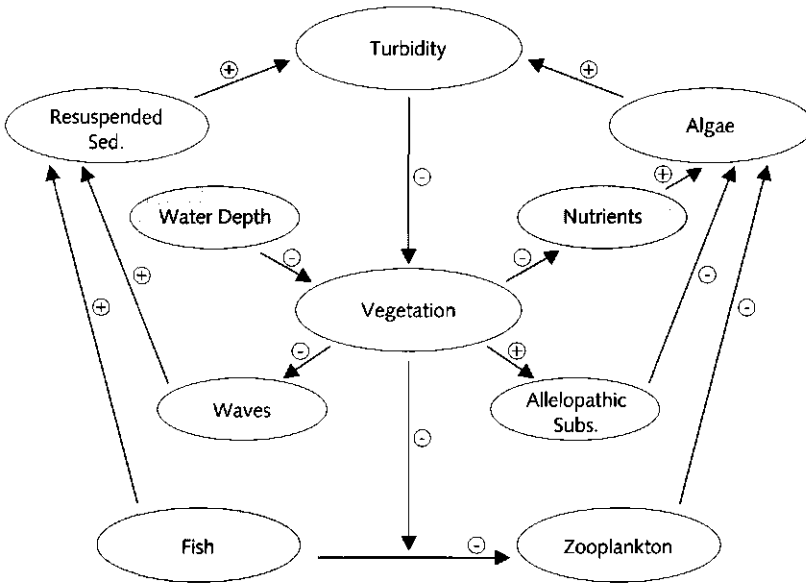 Turbidity
⊕
⊕
Resuspended
Sed.
Algae
⊖
⊕
Water Depth
Nutrients
⊖
⊖
⊕
⊕
⊖
⊖
Vegetation
⊖
⊕
Waves
Allelopathic
Subs.
⊖
Fish
⊖
Zooplankton